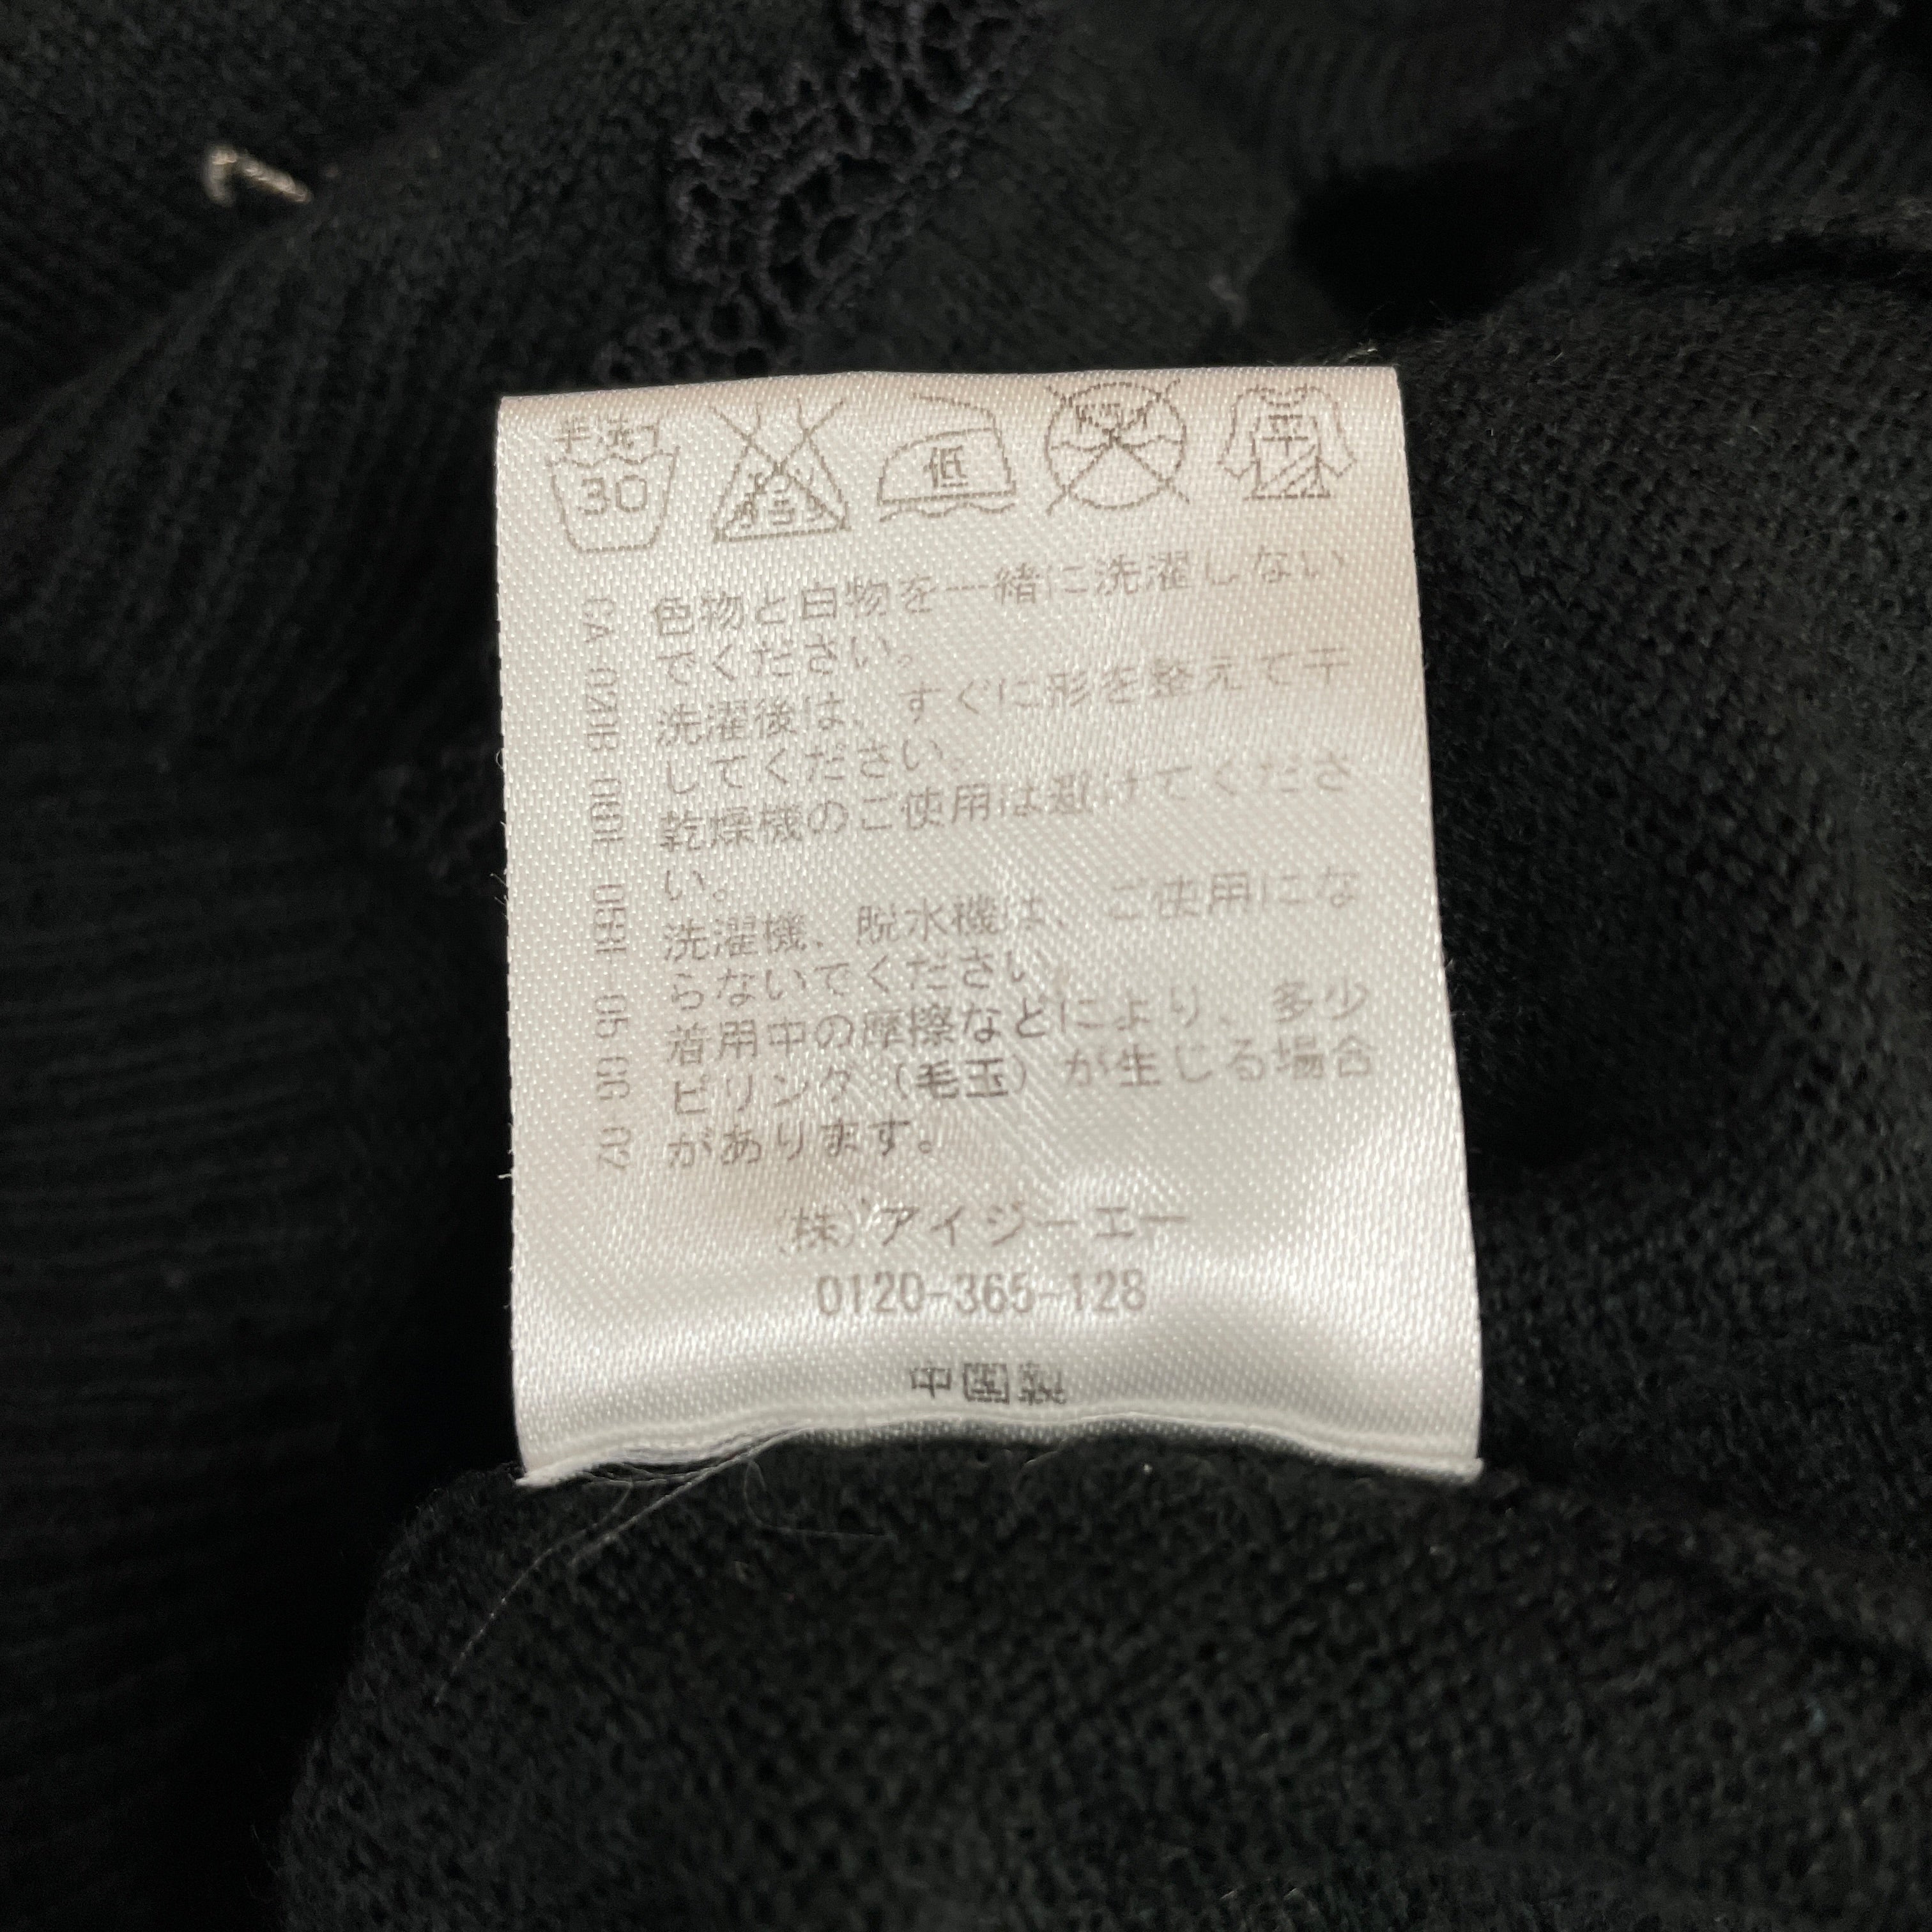 手洗イ
30
低
平
色物と白物を一緒に洗濯しない
でください。
洗濯後は、すぐに形を整えて干
してください。
乾燥機のご使用は避けてくださ
い。
洗濯機、脱水機は、ご使用にな
らないでください。
着用中の摩擦などにより、多少
ピリング(毛玉)が生じる場合
があります。
(株)アイジーエー
0120-365-128
中国製